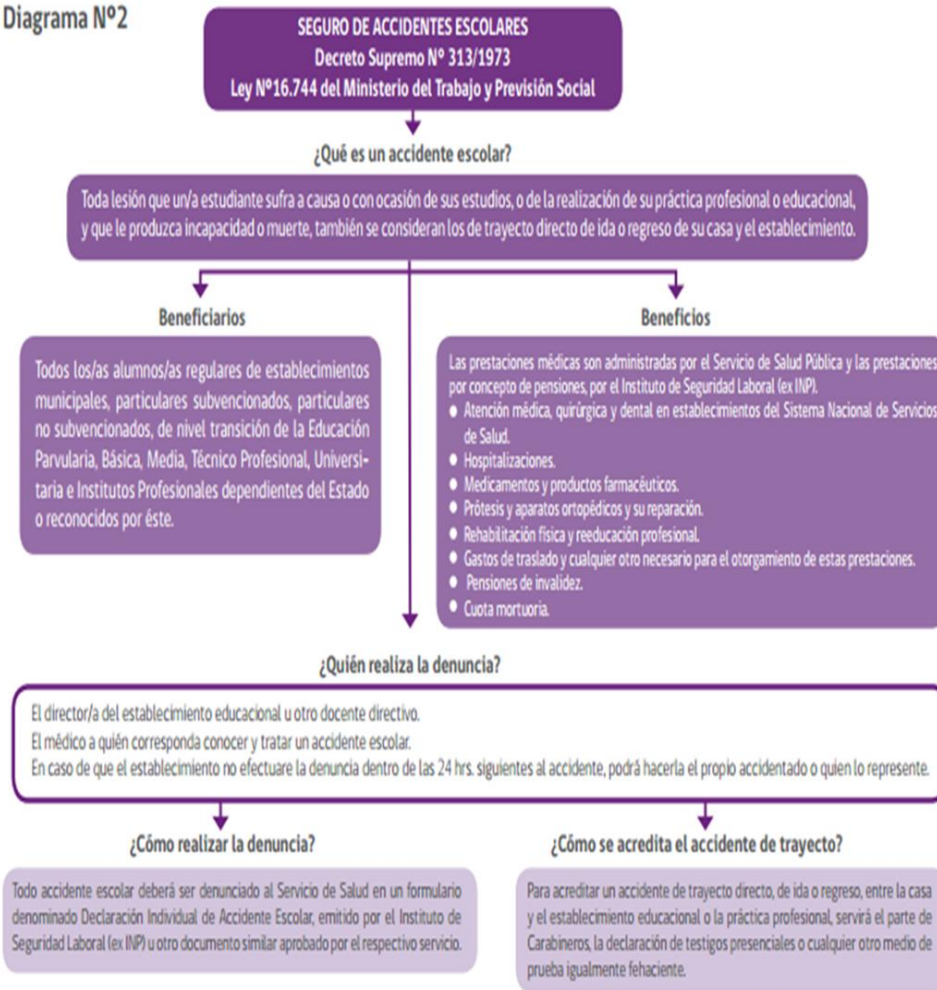 Diagrama Nº2
SEGURO DE ACCIDENTES ESCOLARES
Decreto Supremo Nº 313/1973
Ley Nº16.744 del Ministerio del Trabajo y Previsión Social
¿Qué es un accidente escolar?
Toda lesión que un/a estudiante sufra a causa o con ocasión de sus estudios, o de la realización de su práctica profesional o educacional,
y que le produzca incapacidad o muerte, también se consideran los de trayecto directo de ida o regreso de su casa y el establecimiento.
Beneficiarios
Todos los/as alumnos/as regulares de establecimientos
municipales, particulares subvencionados, particulares
no subvencionados, de nivel transición de la Educación
Parvularia, Básica, Media, Técnico Profesional, Universi-
taria e Institutos Profesionales dependientes del Estado
o reconocidos por éste.
Beneficios
Las prestaciones médicas son administradas por el Servicio de Salud Pública y las prestaciones
por concepto de pensiones, por el Instituto de Seguridad Laboral (ex INP).
● Atención médica, quirúrgica y dental en establecimientos del Sistema Nacional de Servicios
de Salud.
● Hospitalizaciones.
● Medicamentos y productos farmacéuticos.
● Prótesis y aparatos ortopédicos y su reparación.
● Rehabilitación física y reeducación profesional.
● Gastos de traslado y cualquier otro necesario para el otorgamiento de estas prestaciones.
● Pensiones de invalidez.
● Cuota mortuoria.
¿Quién realiza la denuncia?
El director/a del establecimiento educacional u otro docente directivo.
El médico a quién corresponda conocer y tratar un accidente escolar.
En caso de que el establecimiento no efectuare la denuncia dentro de las 24 hrs. siguientes al accidente, podrá hacerla el propio accidentado o quien lo represente.
¿Cómo realizar la denuncia?
Todo accidente escolar deberá ser denunciado al Servicio de Salud en un formulario
denominado Declaración Individual de Accidente Escolar, emitido por el Instituto de
Seguridad Laboral (ex INP) u otro documento similar aprobado por el respectivo servicio.
¿Cómo se acredita el accidente de trayecto?
Para acreditar un accidente de trayecto directo, de ida o regreso, entre la casa
y el establecimiento educacional o la práctica profesional, servirá el parte de
Carabineros, la declaración de testigos presenciales o cualquier otro medio de
prueba igualmente fehaciente.